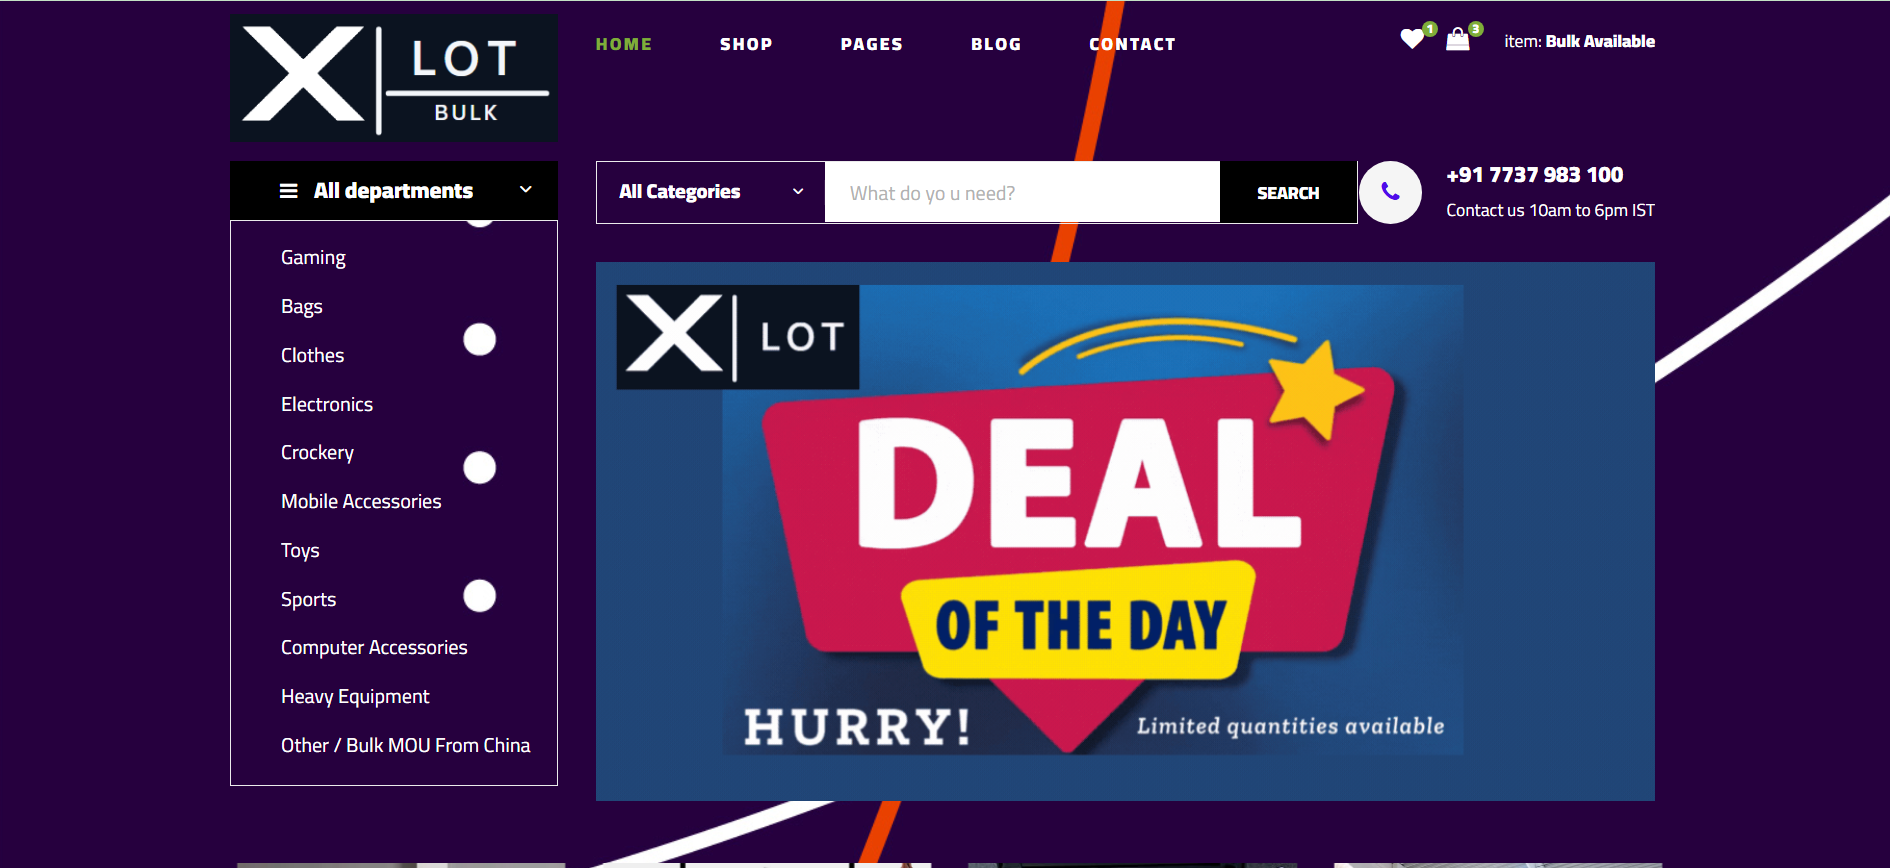 X LOT
BULK
HOME SHOP PAGES BLOG CONTACT
1 3 item: Bulk Available
All departments
All Categories What do yo u need? SEARCH
+91 7737 983 100
Contact us 10am to 6pm IST
Gaming
Bags
Clothes
Electronics
Crockery
Mobile Accessories
Toys
Sports
Computer Accessories
Heavy Equipment
Other / Bulk MOU From China
X LOT
DEAL
OF THE DAY
HURRY!
Limited quantities available